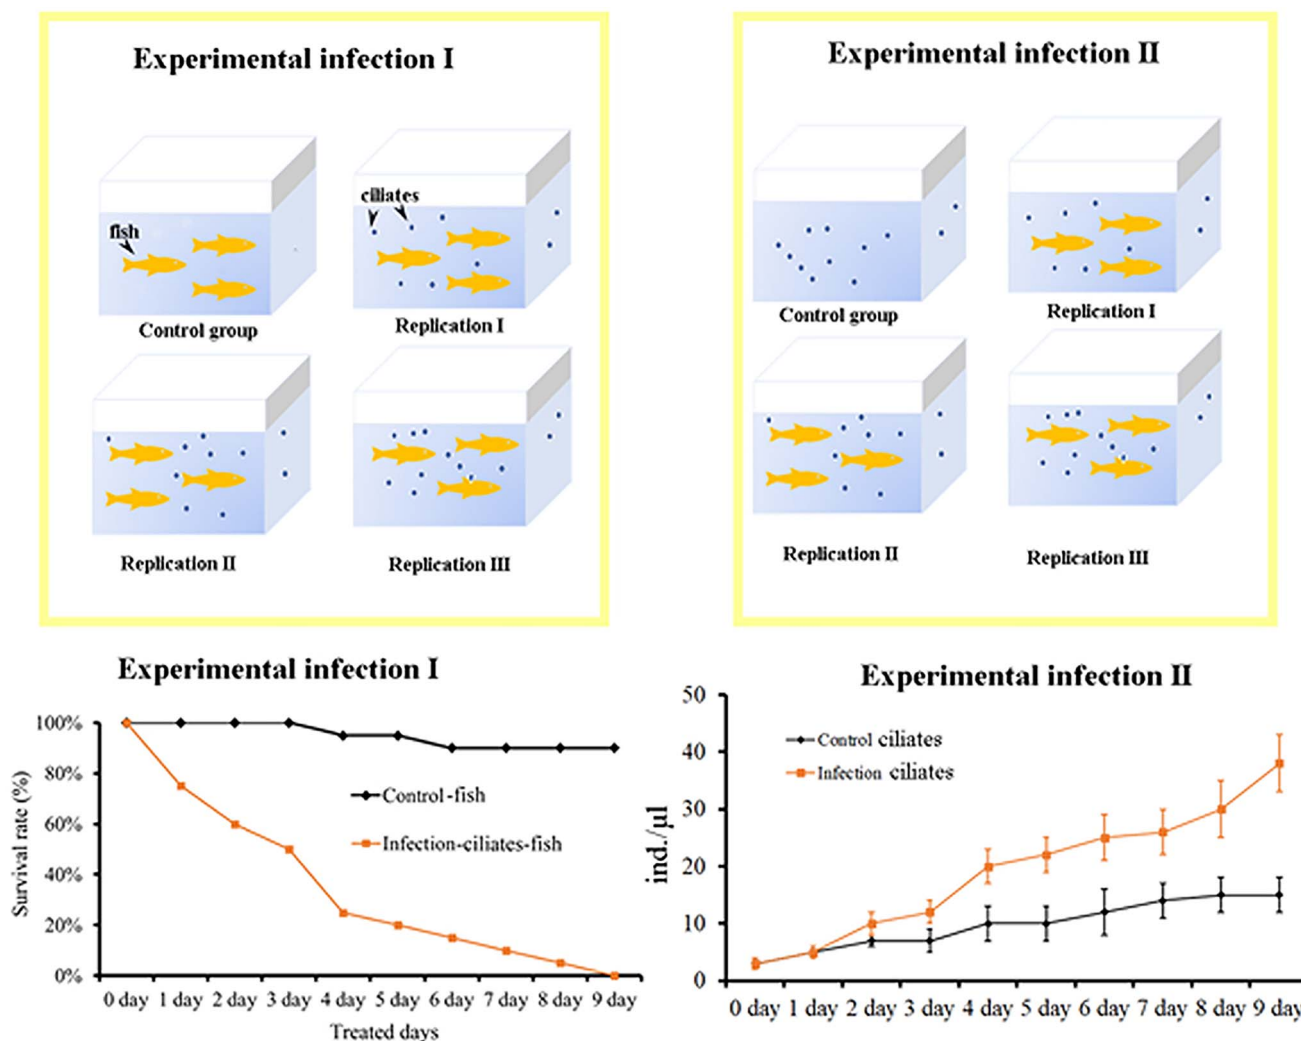 Experimental infection I
fish
Control group
ciliates
Replication I
Replication II
Replication III
Experimental infection II
Control group
Replication I
Replication II
Replication III
Experimental infection I
100%
80%
60%
40%
20%
0%
Survival rate (%)
Control-fish
Infection-ciliates-fish
0 day 1 day 2 day 3 day 4 day 5 day 6 day 7 day 8 day 9 day
Treated days
Experimental infection II
50
40
30
20
10
0
ind./µl
Control ciliates
Infection ciliates
0 day 1 day 2 day 3 day 4 day 5 day 6 day 7 day 8 day 9 day